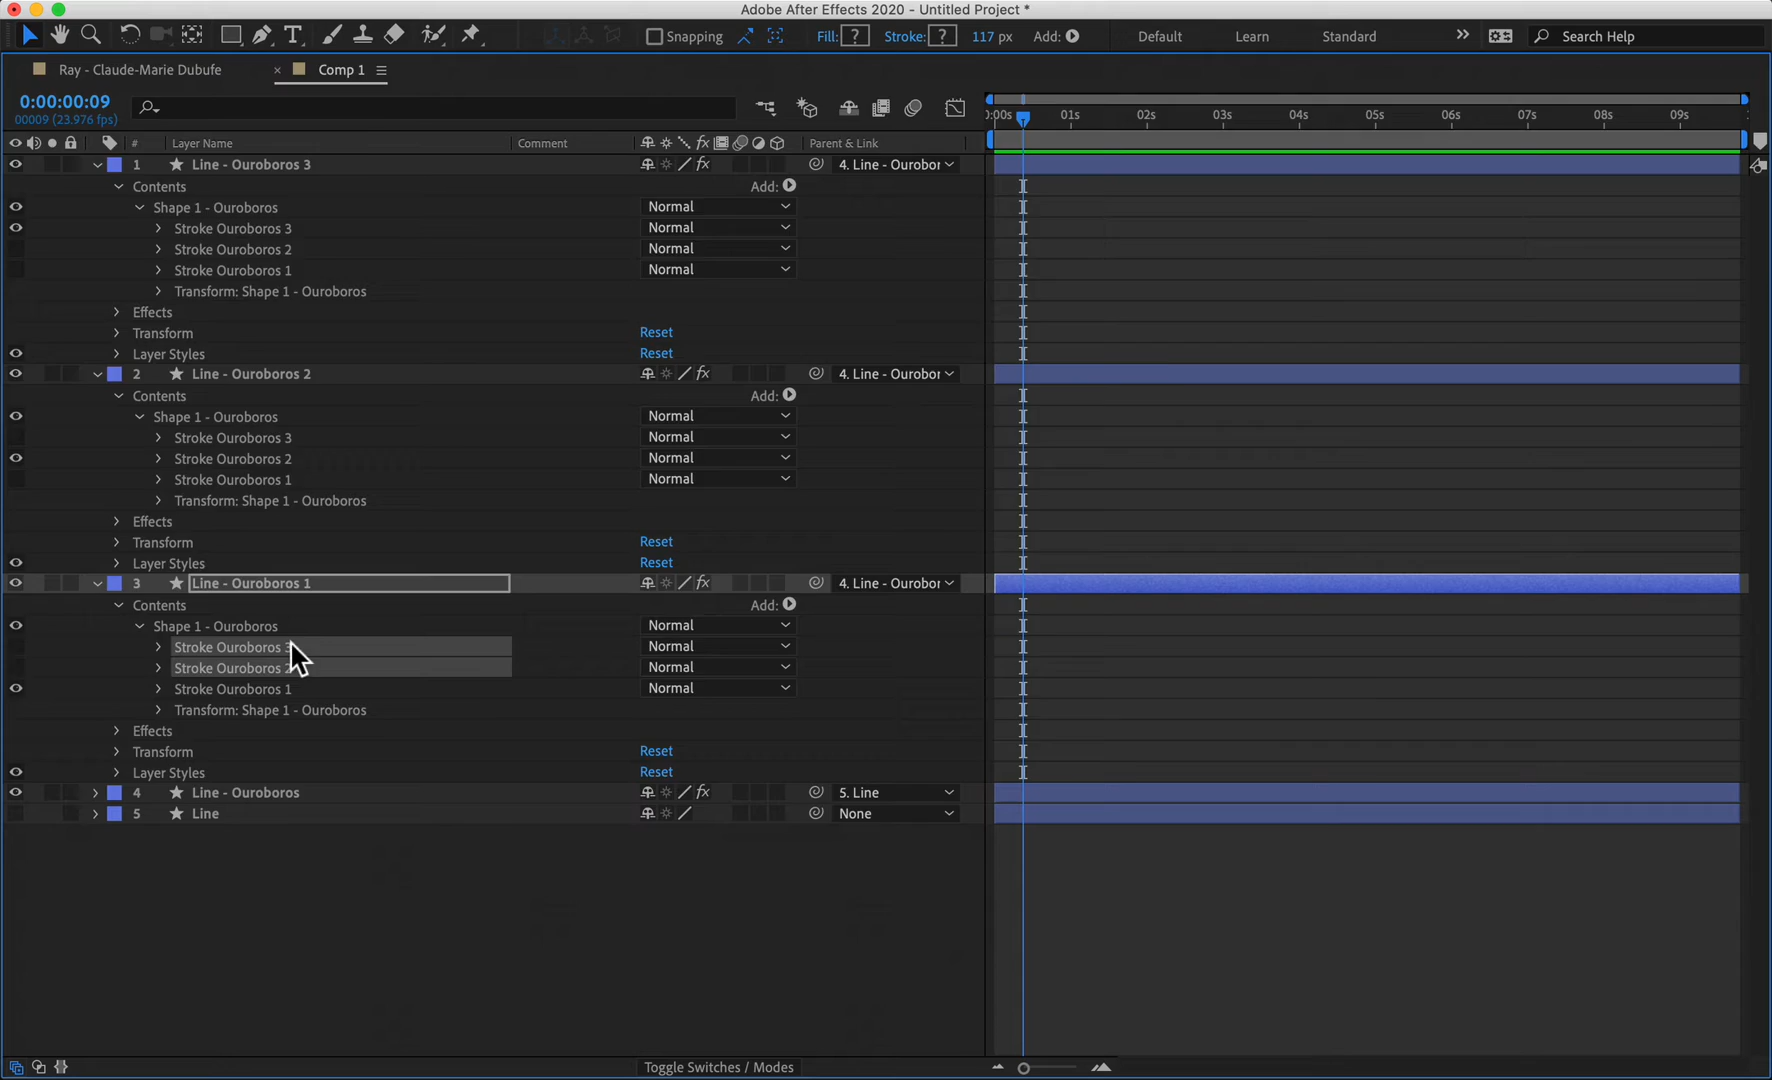 Adobe After Effects 2020 - Untitled Project *
Snapping Fill: ? Stroke: ? 117 px Add: Default Learn Standard Search Help
Ray - Claude-Marie Dubufe × Comp 1
0:00:00:09
00009 (23.976 fps)
:00s 01s 02s 03s 04s 05s 06s 07s 08s 09s
# Layer Name Comment fx Parent & Link
1 Line - Ouroboros 3 fx 4. Line - Ourobor
Contents Add:
Shape 1 - Ouroboros Normal
Stroke Ouroboros 3 Normal
Stroke Ouroboros 2 Normal
Stroke Ouroboros 1 Normal
Transform: Shape 1 - Ouroboros
Effects
Transform Reset
Layer Styles Reset
2 Line - Ouroboros 2 fx 4. Line - Ourobor
Contents Add:
Shape 1 - Ouroboros Normal
Stroke Ouroboros 3 Normal
Stroke Ouroboros 2 Normal
Stroke Ouroboros 1 Normal
Transform: Shape 1 - Ouroboros
Effects
Transform Reset
Layer Styles Reset
3 Line - Ouroboros 1 fx 4. Line - Ourobor
Contents Add:
Shape 1 - Ouroboros Normal
Stroke Ouroboros 3 Normal
Stroke Ouroboros 2 Normal
Stroke Ouroboros 1 Normal
Transform: Shape 1 - Ouroboros
Effects
Transform Reset
Layer Styles Reset
4 Line - Ouroboros fx 5. Line
5 Line None
Toggle Switches / Modes